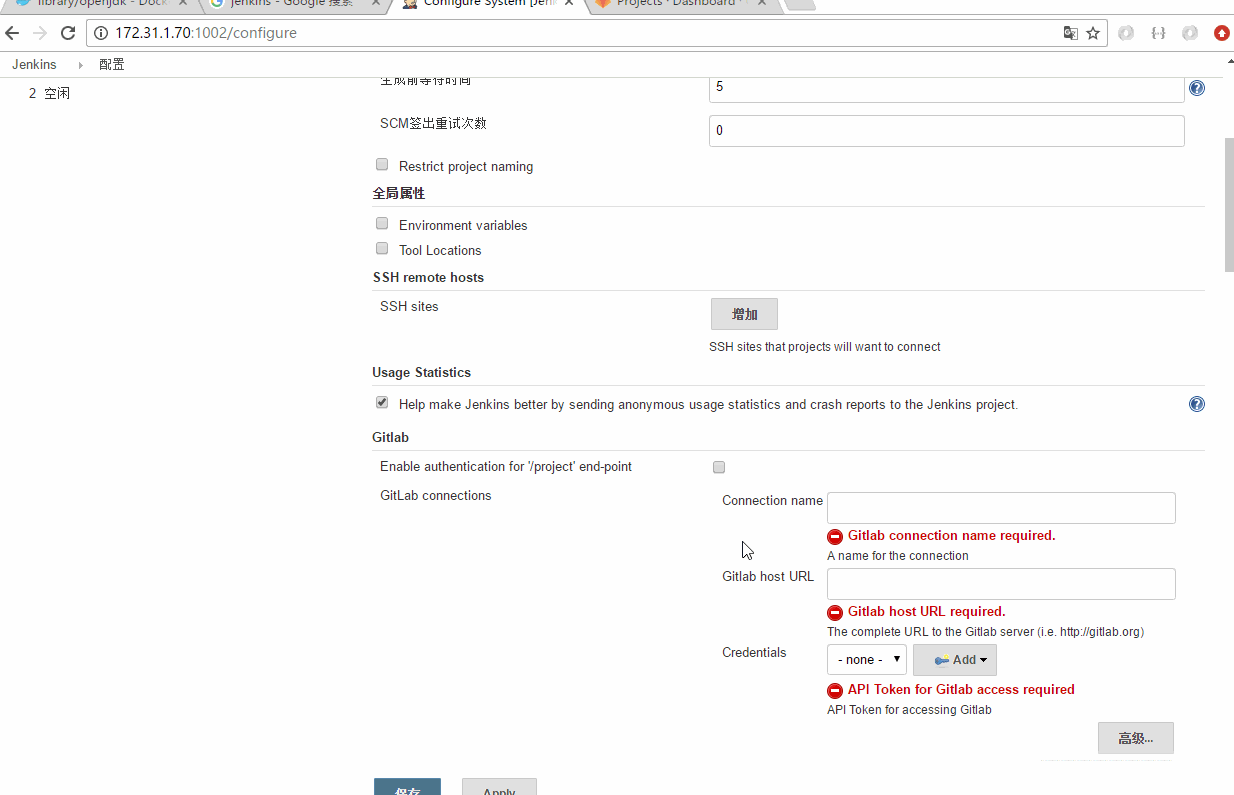 library/openjdk - Dock
jenkins - Google 搜索
Configure System [Jen
Projects · Dashboard ·
172.31.1.70:1002/configure
Jenkins
配置
2 空闲
生成前等待时间
5
SCM签出重试次数
0
Restrict project naming
全局属性
Environment variables
Tool Locations
SSH remote hosts
SSH sites
增加
SSH sites that projects will want to connect
Usage Statistics
Help make Jenkins better by sending anonymous usage statistics and crash reports to the Jenkins project.
Gitlab
Enable authentication for '/project' end-point
GitLab connections
Connection name
Gitlab connection name required.
A name for the connection
Gitlab host URL
Gitlab host URL required.
The complete URL to the Gitlab server (i.e. http://gitlab.org)
Credentials
- none -
Add
API Token for Gitlab access required
API Token for accessing Gitlab
高级...
保存
Apply